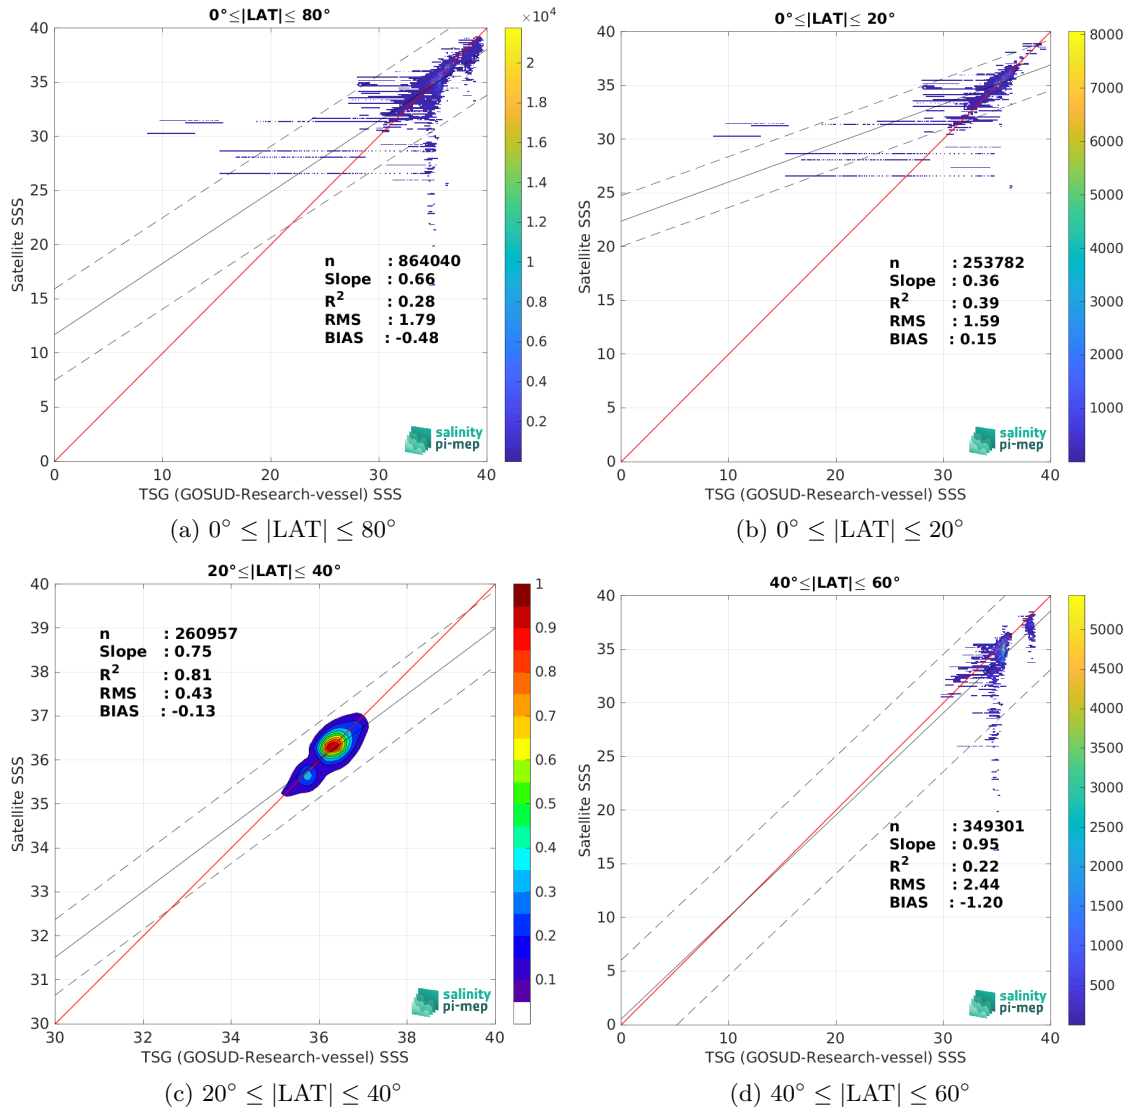 0°≤|LAT|≤ 80°
×10⁴
40
35
30
25
20
15
10
5
0
0
10
20
30
40
2
1.8
1.6
1.4
1.2
1
0.8
0.6
0.4
0.2
Satellite SSS
n : 864040
Slope : 0.66
R² : 0.28
RMS : 1.79
BIAS : -0.48
salinity
pi-mep
TSG (GOSUD-Research-vessel) SSS
(a) 0° ≤ |LAT| ≤ 80°
0°≤|LAT|≤ 20°
40
35
30
25
20
15
10
5
0
0
10
20
30
40
8000
7000
6000
5000
4000
3000
2000
1000
Satellite SSS
n : 253782
Slope : 0.36
R² : 0.39
RMS : 1.59
BIAS : 0.15
salinity
pi-mep
TSG (GOSUD-Research-vessel) SSS
(b) 0° ≤ |LAT| ≤ 20°
20°≤|LAT|≤ 40°
40
39
38
37
36
35
34
33
32
31
30
30
32
34
36
38
40
1
0.9
0.8
0.7
0.6
0.5
0.4
0.3
0.2
0.1
Satellite SSS
n : 260957
Slope : 0.75
R² : 0.81
RMS : 0.43
BIAS : -0.13
salinity
pi-mep
TSG (GOSUD-Research-vessel) SSS
(c) 20° ≤ |LAT| ≤ 40°
40°≤|LAT|≤ 60°
40
35
30
25
20
15
10
5
0
0
10
20
30
40
5000
4500
4000
3500
3000
2500
2000
1500
1000
500
Satellite SSS
n : 349301
Slope : 0.95
R² : 0.22
RMS : 2.44
BIAS : -1.20
salinity
pi-mep
TSG (GOSUD-Research-vessel) SSS
(d) 40° ≤ |LAT| ≤ 60°